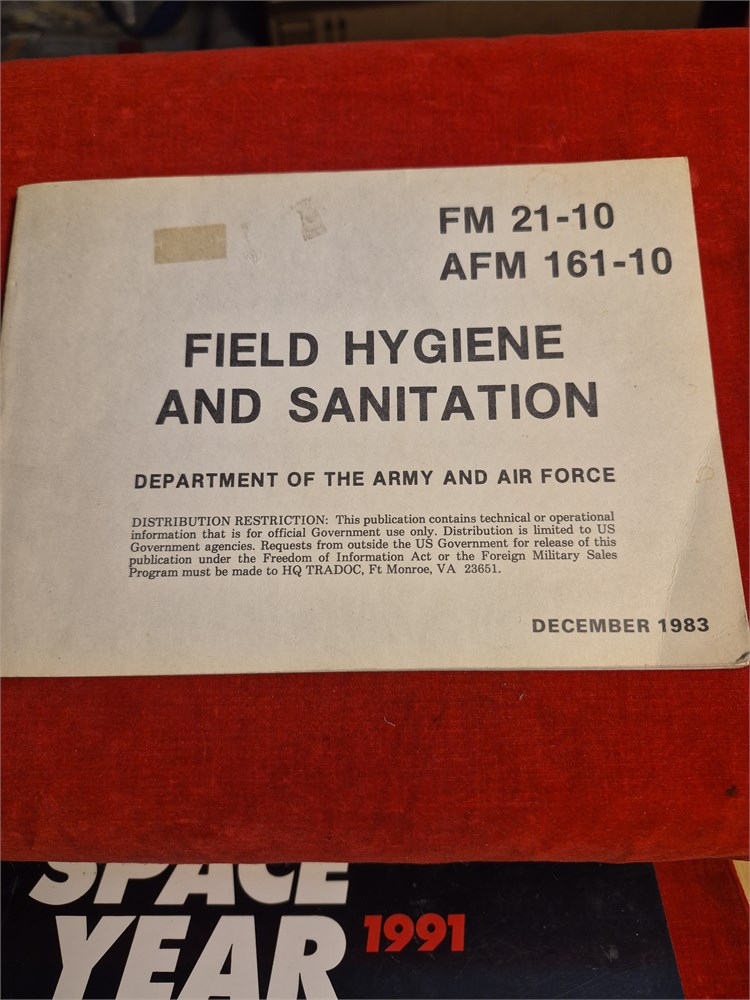 FM 21-10
AFM 161-10
FIELD HYGIENE
AND SANITATION
DEPARTMENT OF THE ARMY AND AIR FORCE
DISTRIBUTION RESTRICTION: This publication contains technical or operational
information that is for official Government use only. Distribution is limited to US
Government agencies. Requests from outside the US Government for release of this
publication under the Freedom of Information Act or the Foreign Military Sales
Program must be made to HQ TRADOC, Ft Monroe, VA 23651.
DECEMBER 1983
SPACE
YEAR 1991